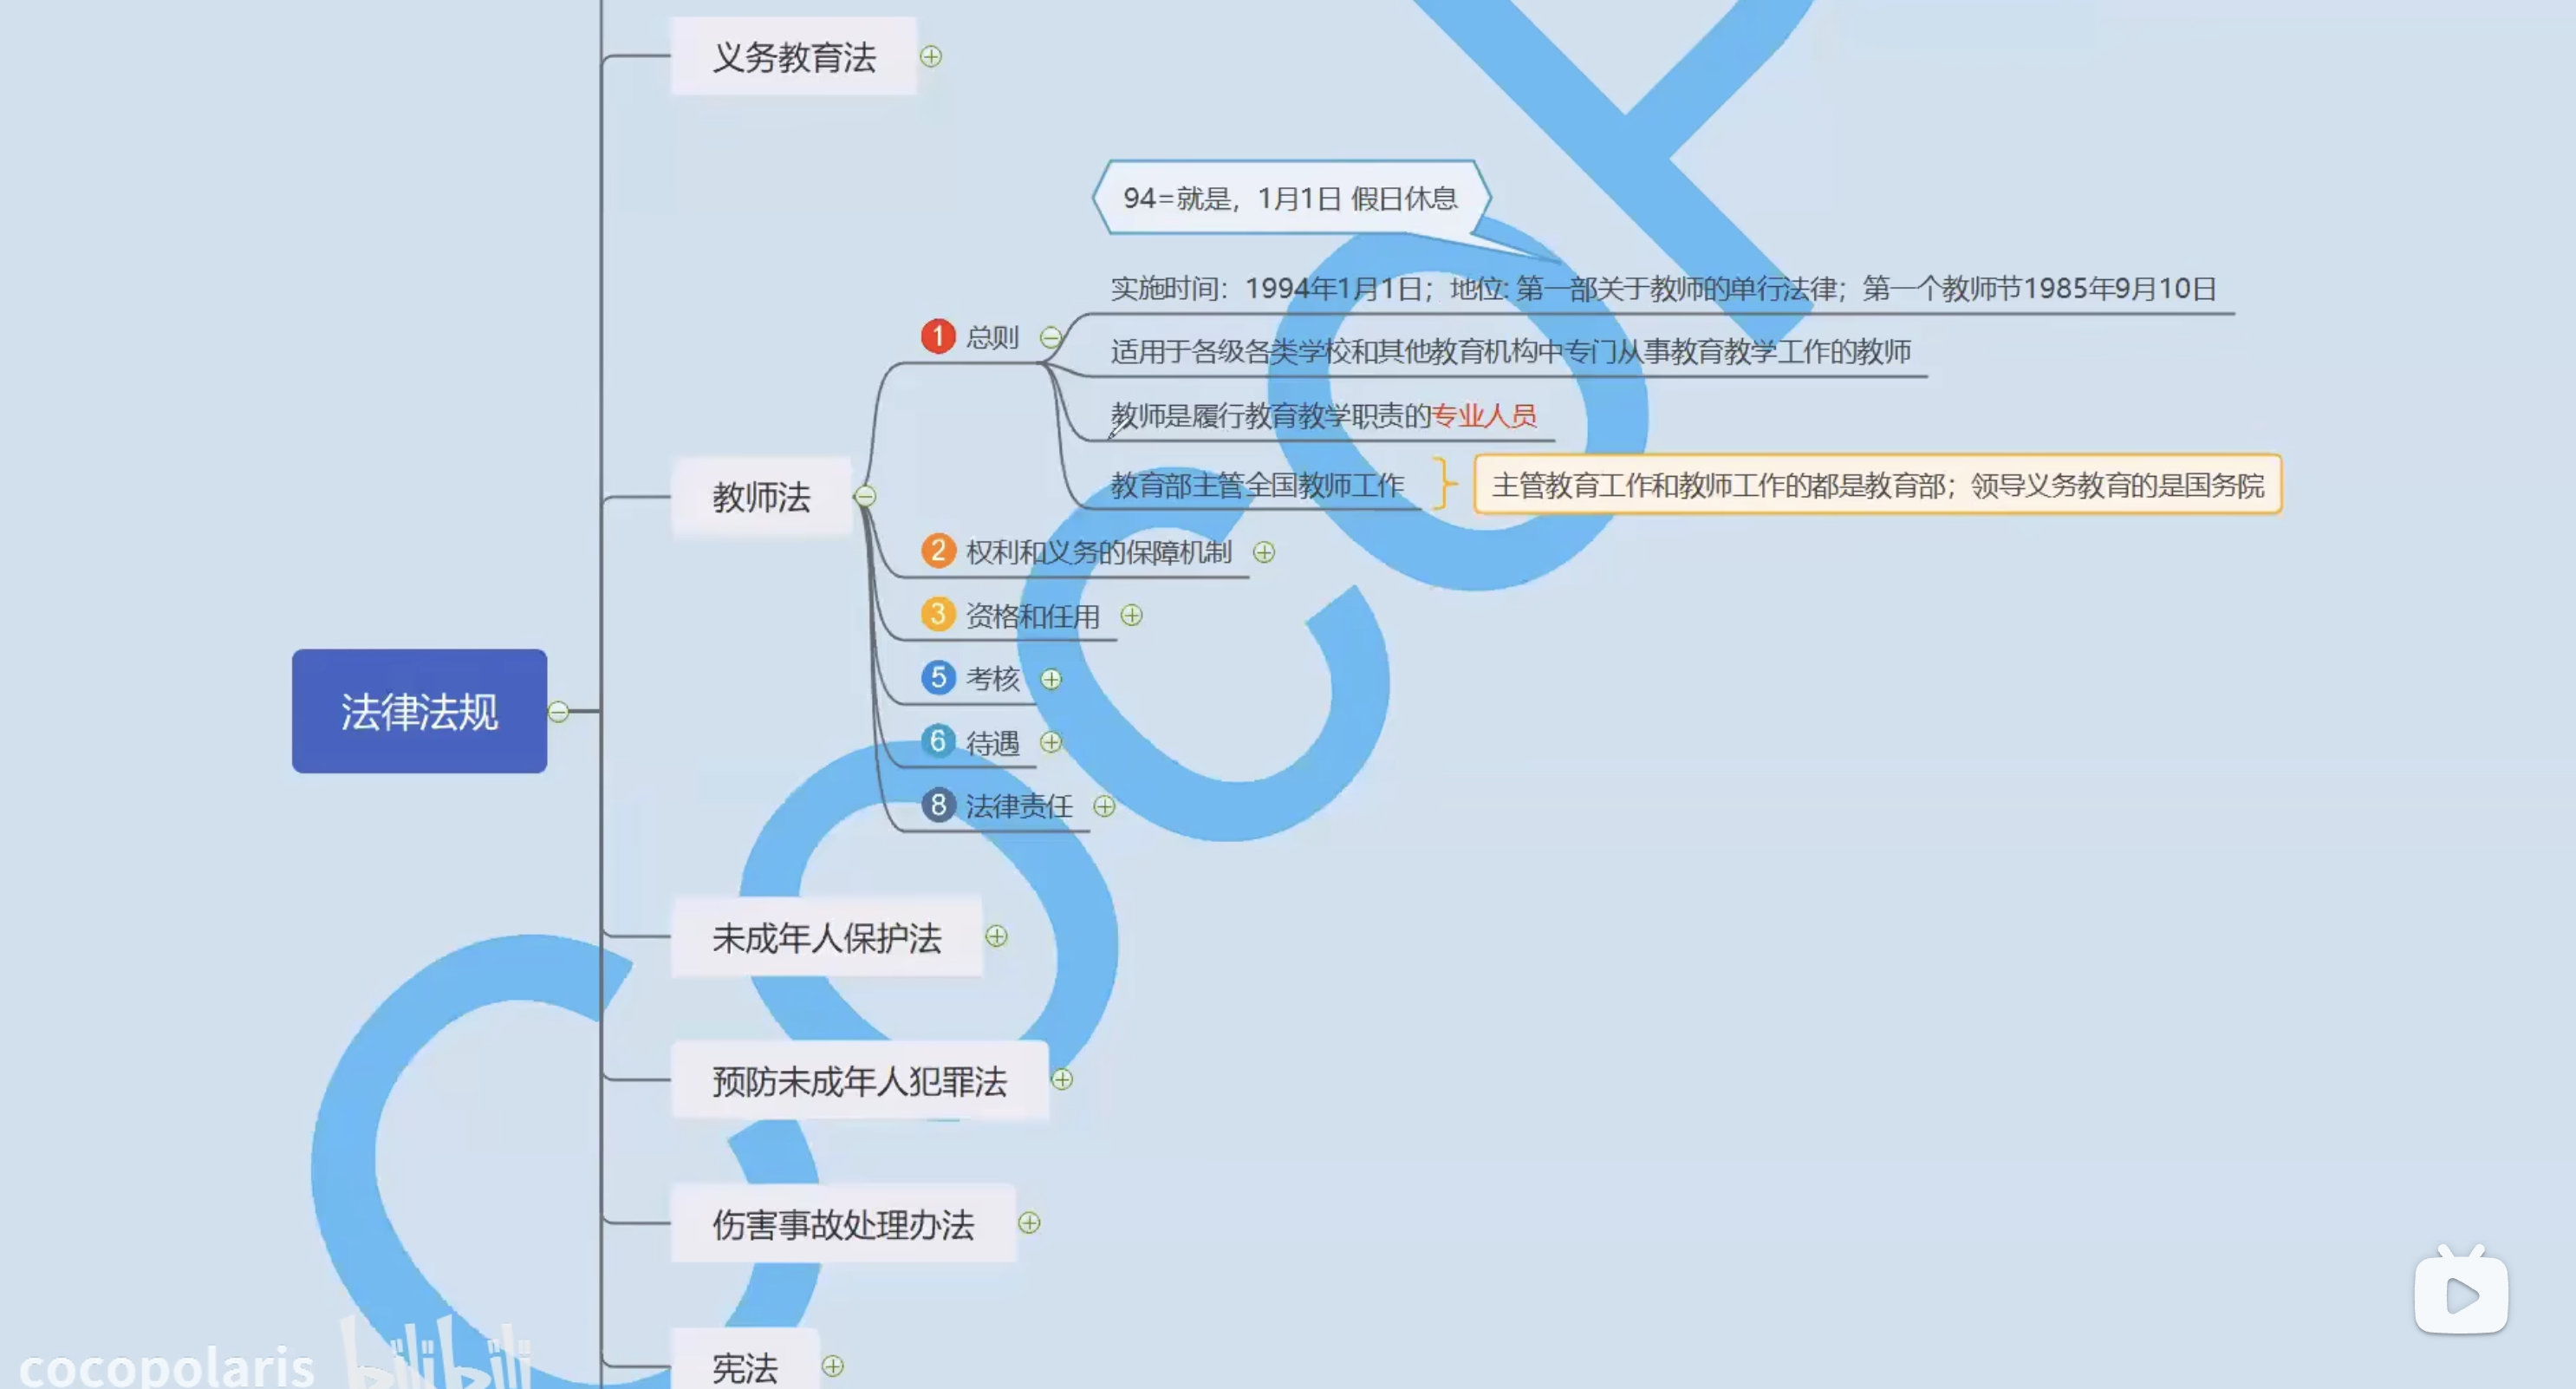 义务教育法
94=就是，1月1日 假日休息
实施时间：1994年1月1日；地位: 第一部关于教师的单行法律；第一个教师节1985年9月10日
1 总则
适用于各级各类学校和其他教育机构中专门从事教育教学工作的教师
教师是履行教育教学职责的专业人员
教师法
教育部主管全国教师工作
主管教育工作和教师工作的都是教育部；领导义务教育的是国务院
2 权利和义务的保障机制
3 资格和任用
5 考核
6 待遇
8 法律责任
法律法规
未成年人保护法
预防未成年人犯罪法
伤害事故处理办法
宪法
cocopolaris bilibili